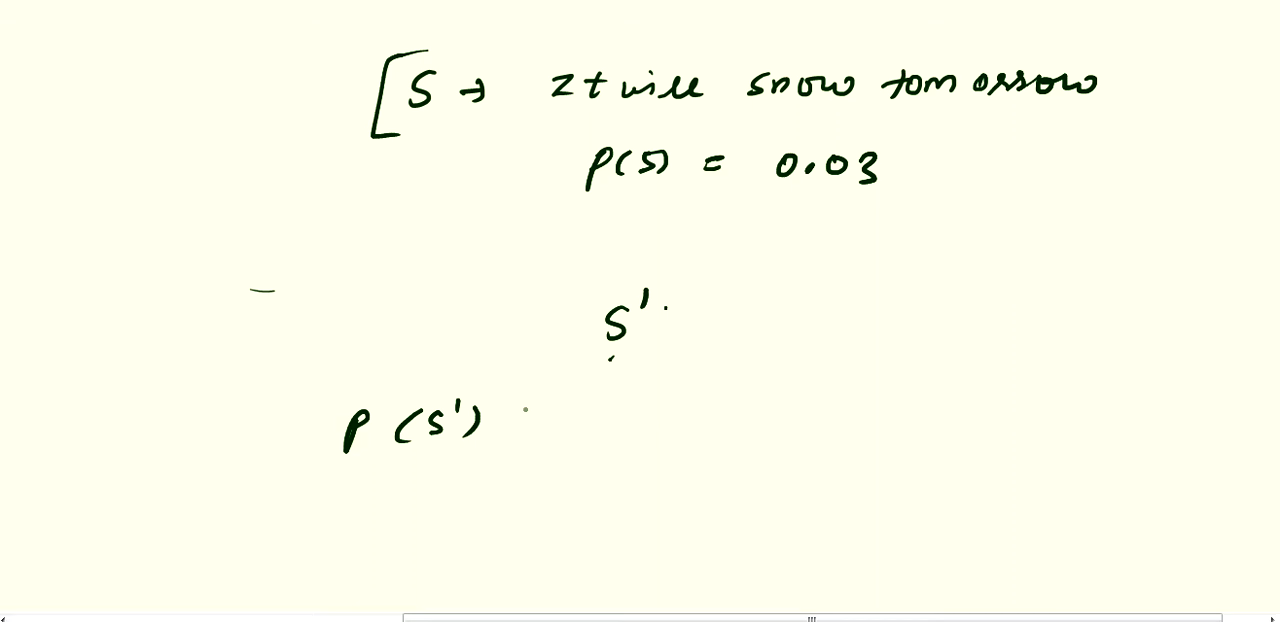 [S → It will snow tomorrow
P(S) = 0.03
S'
P(S')